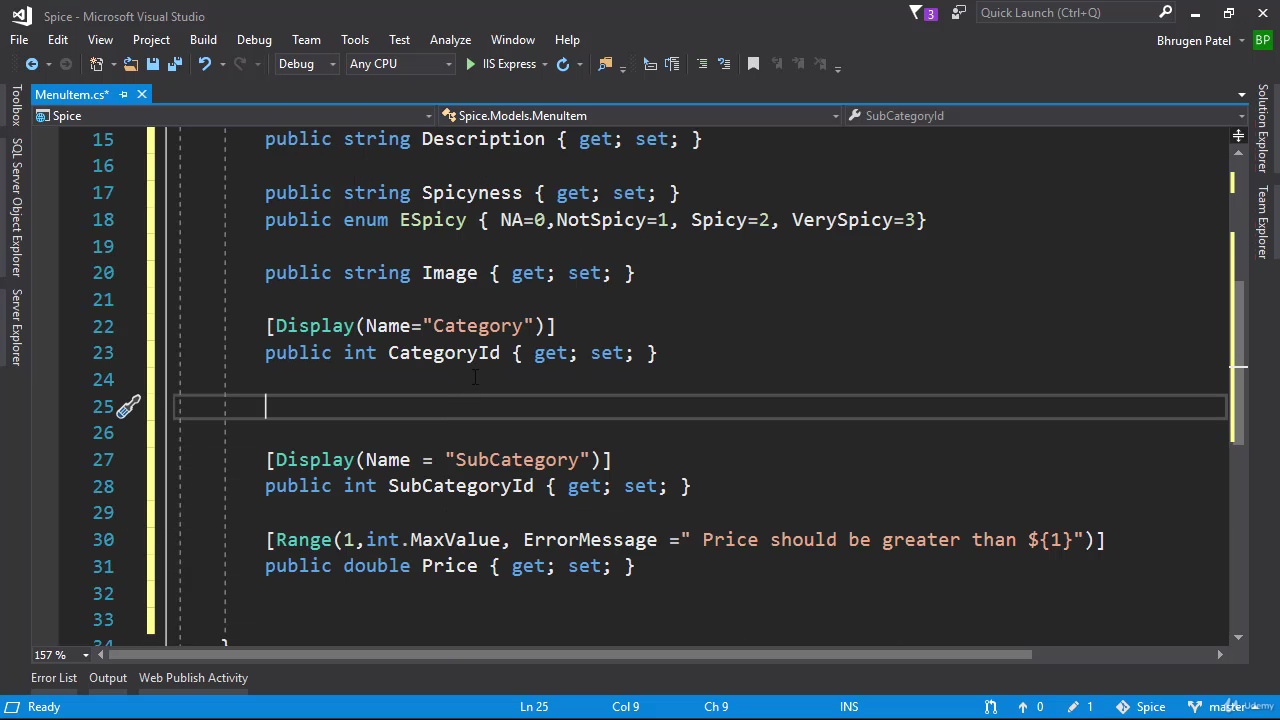 Spice - Microsoft Visual Studio
3
Quick Launch (Ctrl+Q)
File Edit View Project Build Debug Team Tools Test Analyze Window Help
Bhrugen Patel BP
Debug Any CPU IIS Express
MenuItem.cs*
Spice Spice.Models.MenuItem SubCategoryId
Toolbox
SQL Server Object Explorer
Server Explorer
Solution Explorer
Team Explorer
15 public string Description { get; set; }
16
17 public string Spicyness { get; set; }
18 public enum ESpicy { NA=0,NotSpicy=1, Spicy=2, VerySpicy=3}
19
20 public string Image { get; set; }
21
22 [Display(Name="Category")]
23 public int CategoryId { get; set; }
24
25
26
27 [Display(Name = "SubCategory")]
28 public int SubCategoryId { get; set; }
29
30 [Range(1,int.MaxValue, ErrorMessage =" Price should be greater than ${1}")]
31 public double Price { get; set; }
32
33
34 }
157 %
Error List Output Web Publish Activity
Ready Ln 25 Col 9 Ch 9 INS 0 1 Spice master
Udemy